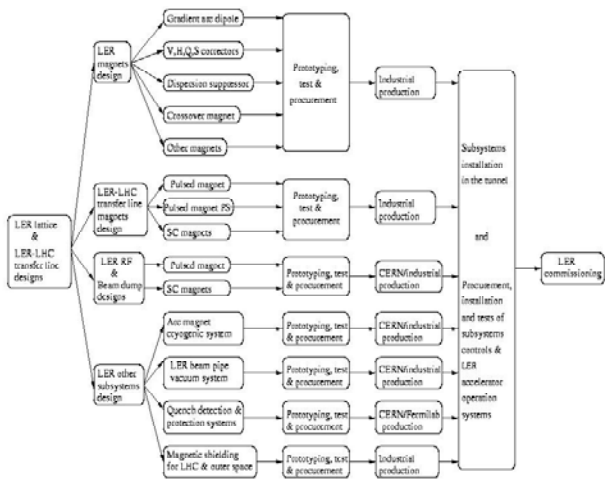 LER lattice
&
LER-LHC
transfer line
designs
LER
magnets
design
Gradient arc dipole
V,H,Q,S correctors
Dispersion suppressor
Crossover magnet
Other magnets
Prototyping,
test &
procurement
Industrial
production
LER-LHC
transfer line
magnets
design
Pulsed magnet
Pulsed magnet PS
SC magnets
Prototyping,
test &
procurement
Industrial
production
LER RF
&
Beam dump
designs
Pulsed magnet
SC magnets
Prototyping, test
& procurement
CERN/industrial
production
LER other
subsystems
design
Arc magnet
cryogenic system
Prototyping, test
& procurement
CERN/industrial
production
LER beam pipe
vacuum system
Prototyping, test
& procurement
CERN/industrial
production
Quench detection &
protection systems
Prototyping, test
& procurement
CERN/Fermilab
production
Magnetic shielding
for LHC & outer space
Prototyping, test
& procurement
Industrial
production
Subsystems
installation
in the tunnel
and
Procurement,
installation
and tests of
subsystems
controls &
LER
accelerator
operation
systems
LER
commissioning